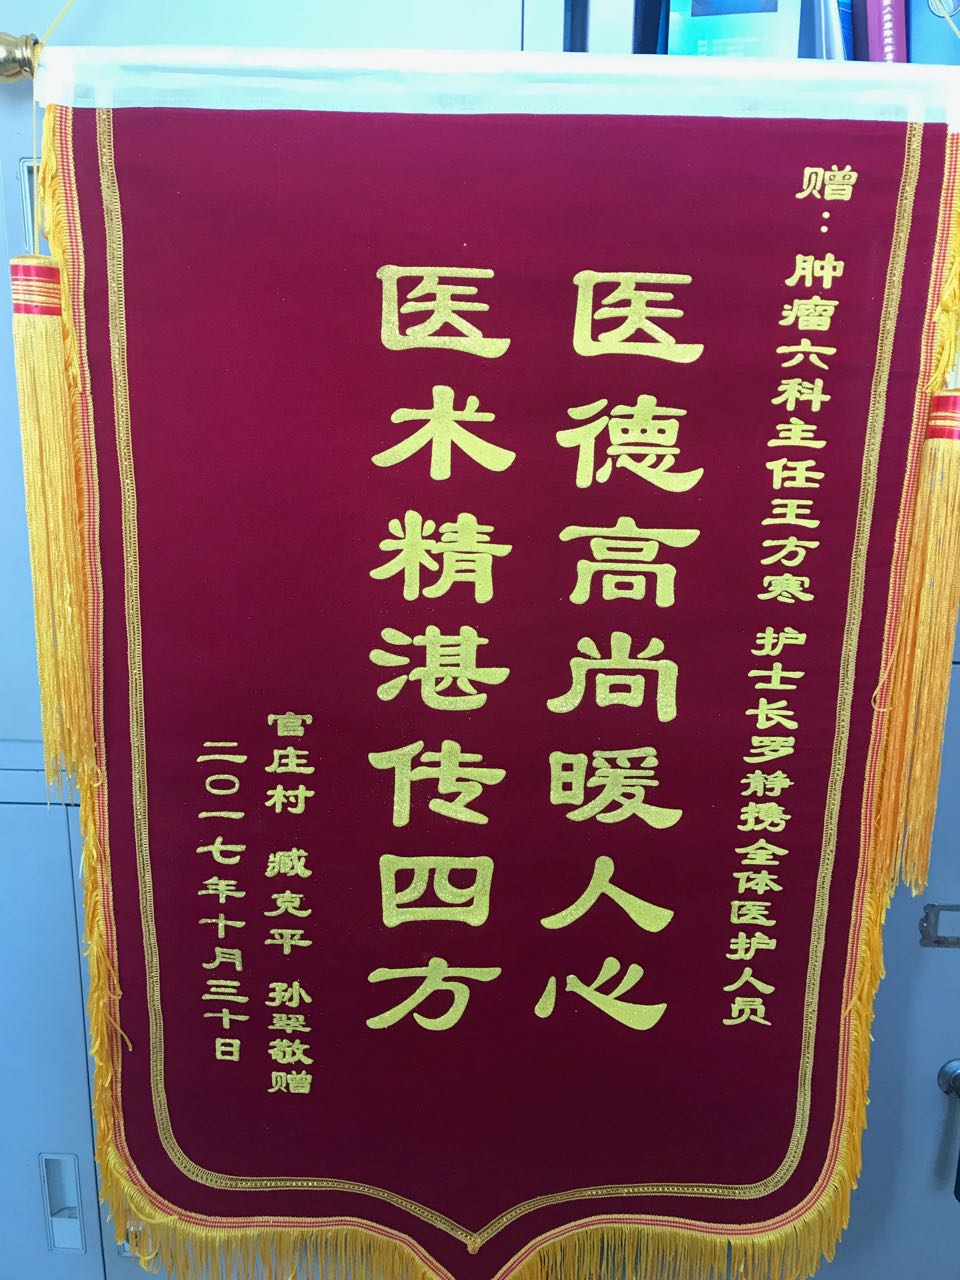 赠：肿瘤六科主任王方寒 护士长罗静携全体医护人员
医德高尚暖人心
医术精湛传四方
官庄村 臧克平 孙翠敬赠
二〇一七年十月三十日